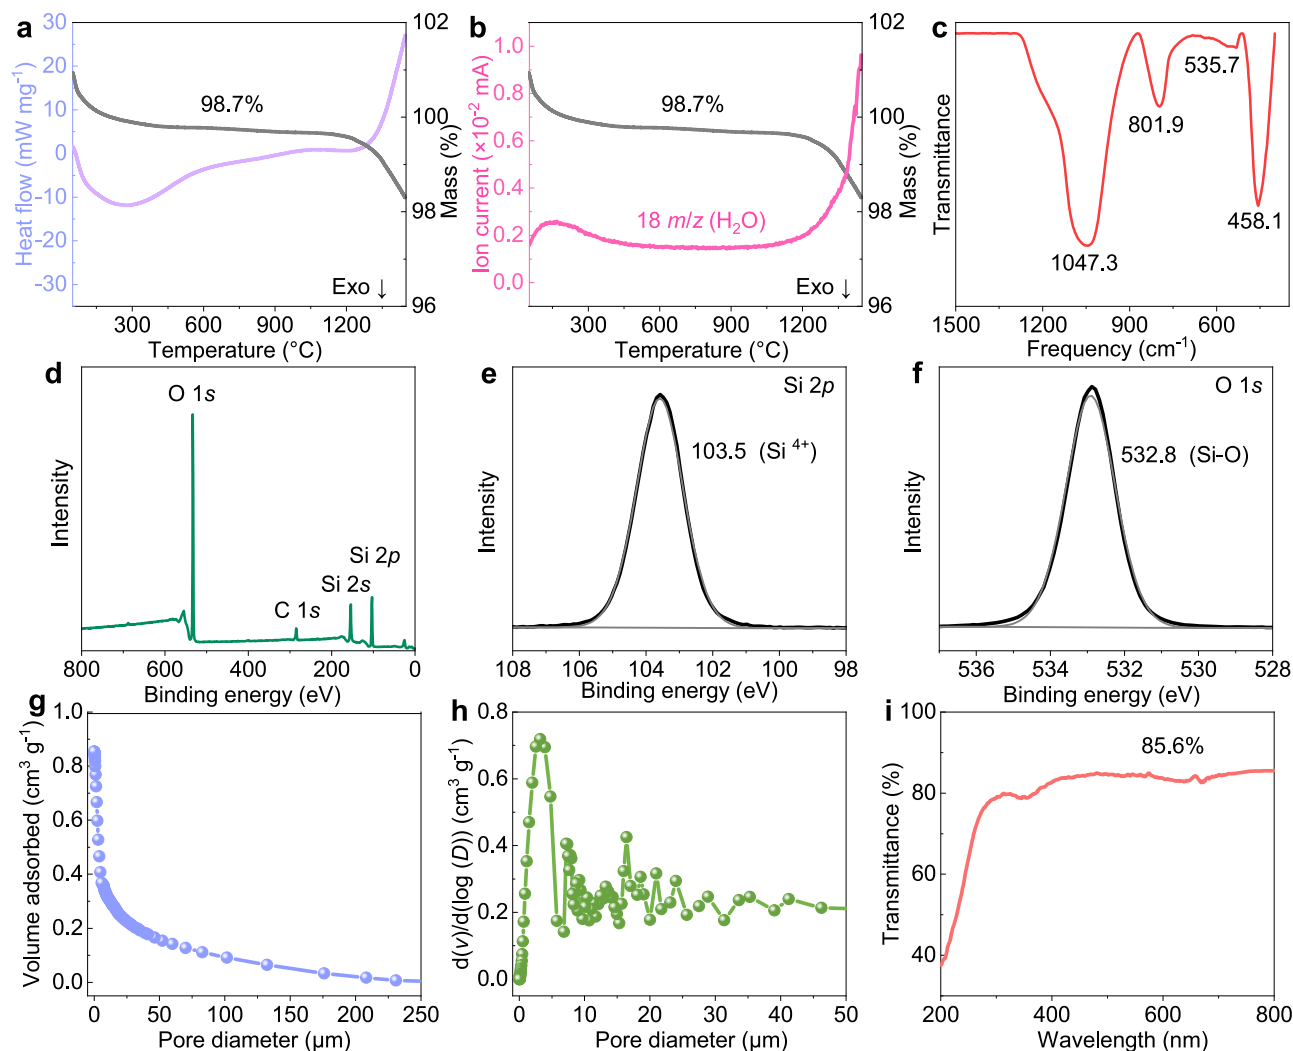 a
30
20
10
0
-10
-20
-30
Heat flow (mW mg⁻¹)
98.7%
Exo ↓
102
100
98
96
Mass (%)
300 600 900 1200
Temperature (°C)
b
1.0
0.8
0.6
0.4
0.2
0.0
Ion current (×10⁻² mA)
98.7%
18 m/z (H₂O)
Exo ↓
102
100
98
96
Mass (%)
300 600 900 1200
Temperature (°C)
c
Transmittance
535.7
801.9
458.1
1047.3
1500 1200 900 600
Frequency (cm⁻¹)
d
Intensity
O 1s
Si 2p
Si 2s
C 1s
800 600 400 200 0
Binding energy (eV)
e
Si 2p
103.5 (Si ⁴⁺)
Intensity
108 106 104 102 100 98
Binding energy (eV)
f
O 1s
532.8 (Si-O)
Intensity
536 534 532 530 528
Binding energy (eV)
g
1.0
0.8
0.6
0.4
0.2
0.0
Volume adsorbed (cm³ g⁻¹)
0 50 100 150 200 250
Pore diameter (µm)
h
0.8
0.6
0.4
0.2
0.0
d(v)/d(log (D)) (cm³ g⁻¹)
0 10 20 30 40 50
Pore diameter (µm)
i
100
80
60
40
Transmittance (%)
85.6%
200 400 600 800
Wavelength (nm)